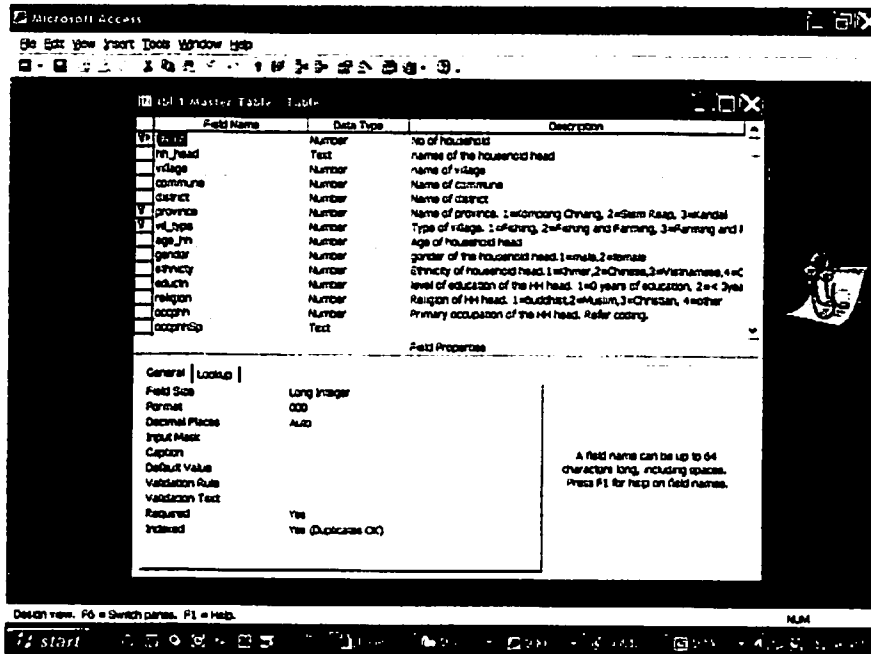 Microsoft Access
File Edit View Insert Tools Window Help
tbl 1 Master Table : Table
Field Name Data Type Description
Number No of household
hh_head Text names of the household head
village Number name of village
commune Number Name of commune
district Number Name of district
province Number Name of province. 1=Kompong Chnang, 2=Siem Reap, 3=Kandal
vil_type Number Type of village. 1=Fishing, 2=Fishing and Farming, 3=Farming and F
age_hh Number Age of household head
gender Number gender of the household head.1=male,2=female
ethnicty Number Ethnicity of household head.1=Khmer,2=Chinese,3=Vietnamese,4=C
eductn Number level of education of the HH head. 1=0 years of education, 2=< 3yea
religion Number Religion of HH head. 1=buddhist,2=Muslim,3=Christian, 4=other
occphh Number Primary occupation of the HH head. Refer coding.
occphhSp Text
Field Properties
General Lookup
Field Size Long Integer
Format 000
Decimal Places Auto
Input Mask
Caption
Default Value
Validation Rule
Validation Text
Required Yes
Indexed Yes (Duplicates OK)
A field name can be up to 64
characters long, including spaces.
Press F1 for help on field names.
Design view. F6 = Switch panes. F1 = Help. NUM
start